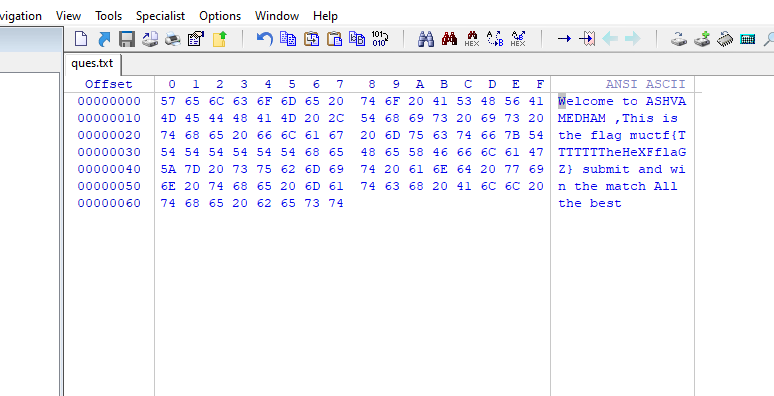 vigation View Tools Specialist Options Window Help
ques.txt
Offset 0 1 2 3 4 5 6 7 8 9 A B C D E F ANSI ASCII
00000000 57 65 6C 63 6F 6D 65 20 74 6F 20 41 53 48 56 41 Welcome to ASHVA
00000010 4D 45 44 48 41 4D 20 2C 54 68 69 73 20 69 73 20 MEDHAM ,This is
00000020 74 68 65 20 66 6C 61 67 20 6D 75 63 74 66 7B 54 the flag muctf{T
00000030 54 54 54 54 54 54 68 65 48 65 58 46 66 6C 61 47 TTTTTTheHeXFflaG
00000040 5A 7D 20 73 75 62 6D 69 74 20 61 6E 64 20 77 69 Z} submit and wi
00000050 6E 20 74 68 65 20 6D 61 74 63 68 20 41 6C 6C 20 n the match All
00000060 74 68 65 20 62 65 73 74 the best